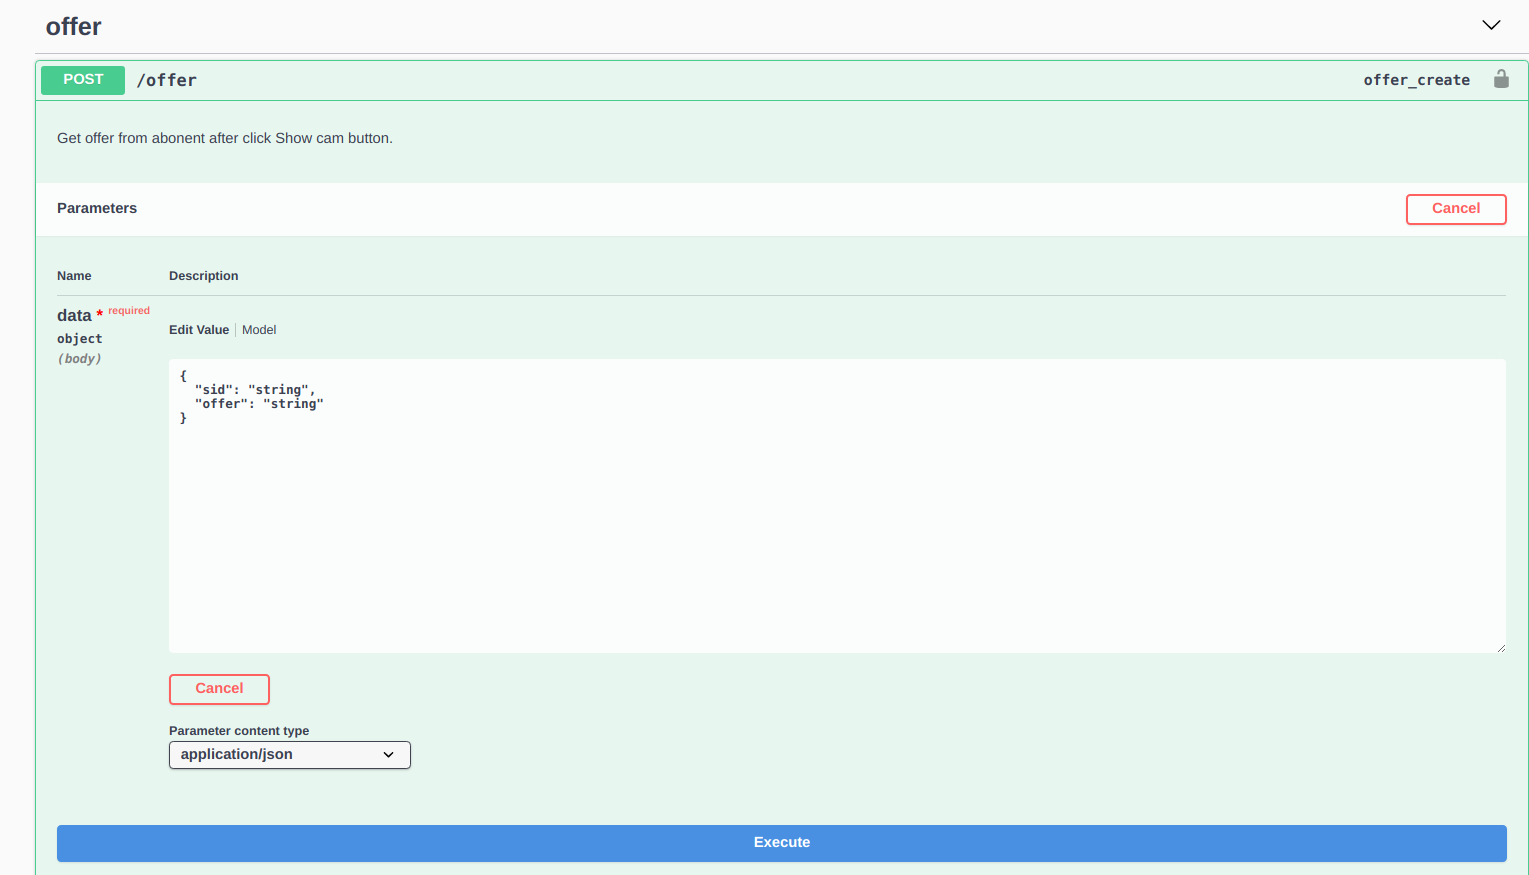 offer
POST /offer offer_create
Get offer from abonent after click Show cam button.
Parameters Cancel
Name Description
data * required
object
(body)
Edit Value Model
{
  "sid": "string",
  "offer": "string"
}
Cancel
Parameter content type
application/json
Execute